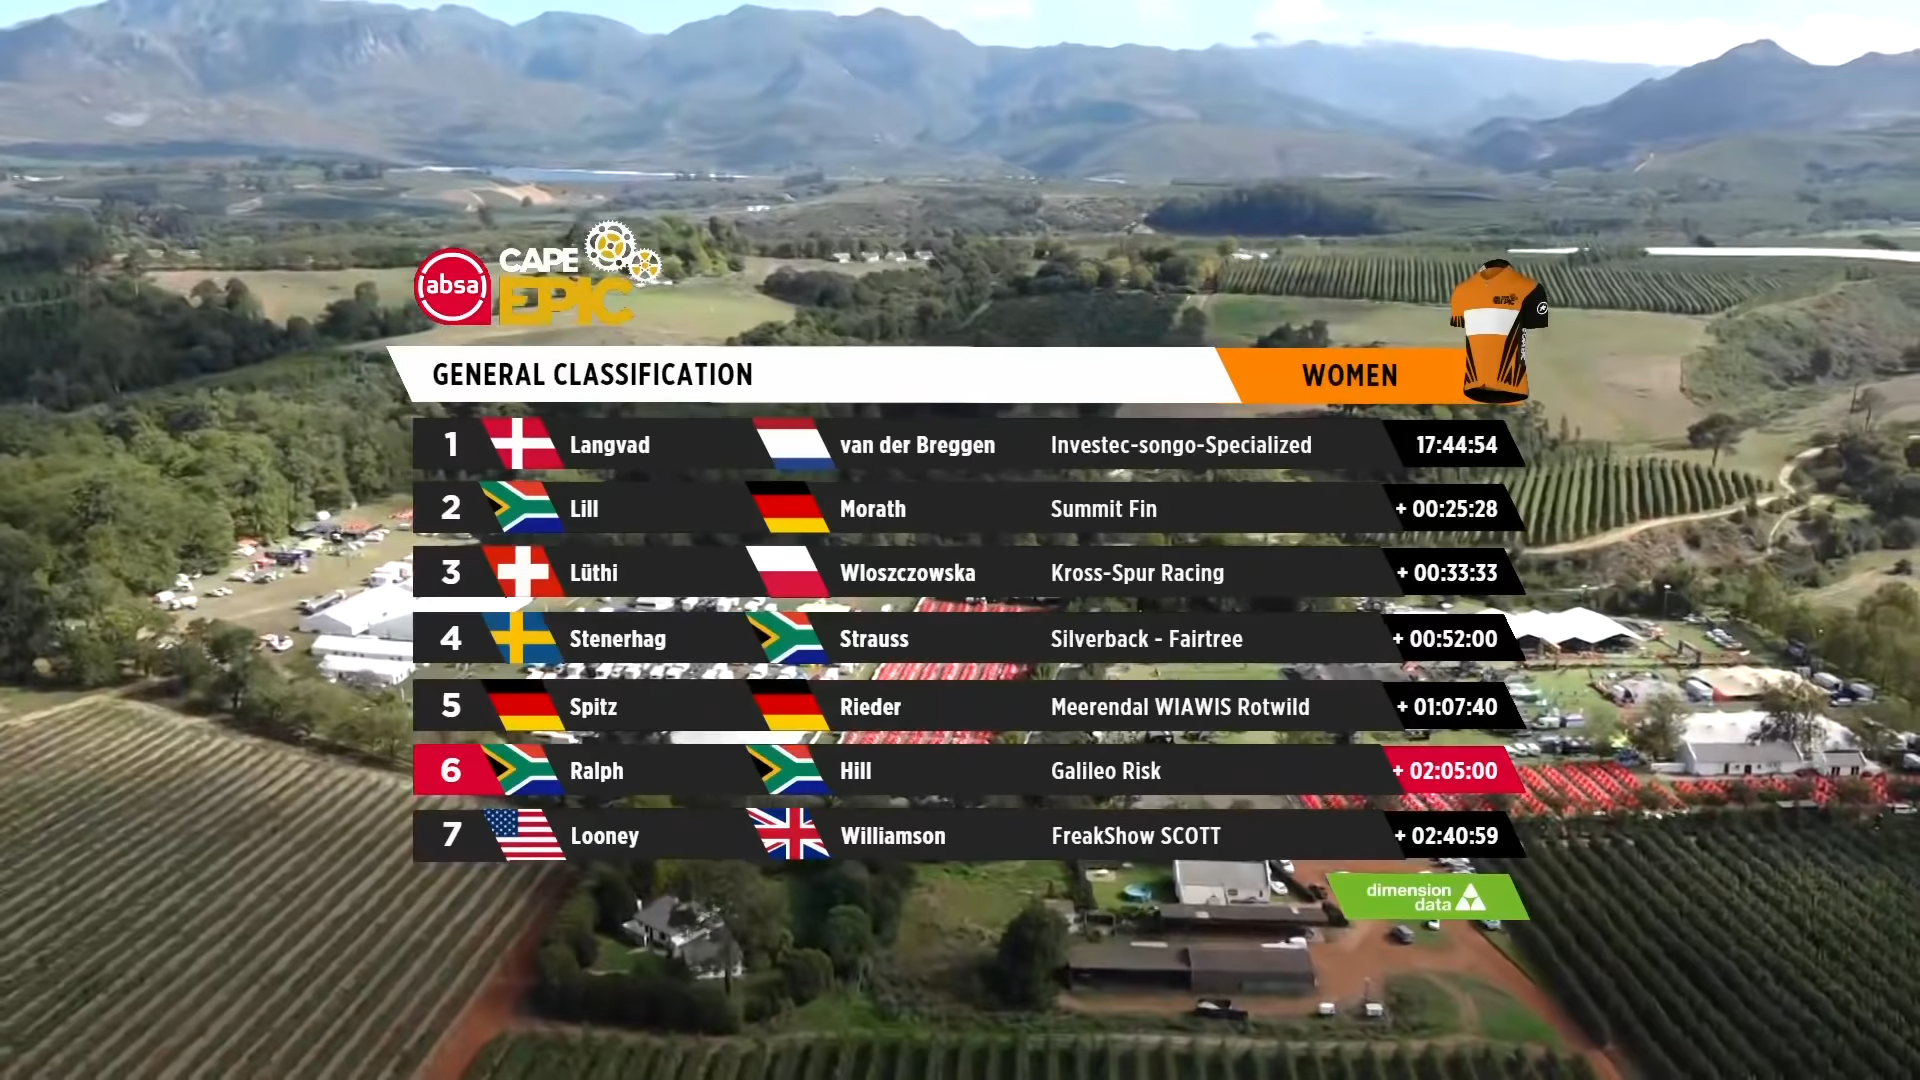 absa
CAPE
EPIC
GENERAL CLASSIFICATION WOMEN
1 Langvad van der Breggen Investec-songo-Specialized 17:44:54
2 Lill Morath Summit Fin + 00:25:28
3 Lüthi Wloszczowska Kross-Spur Racing + 00:33:33
4 Stenerhag Strauss Silverback - Fairtree + 00:52:00
5 Spitz Rieder Meerendal WIAWIS Rotwild + 01:07:40
6 Ralph Hill Galileo Risk + 02:05:00
7 Looney Williamson FreakShow SCOTT + 02:40:59
dimension
data